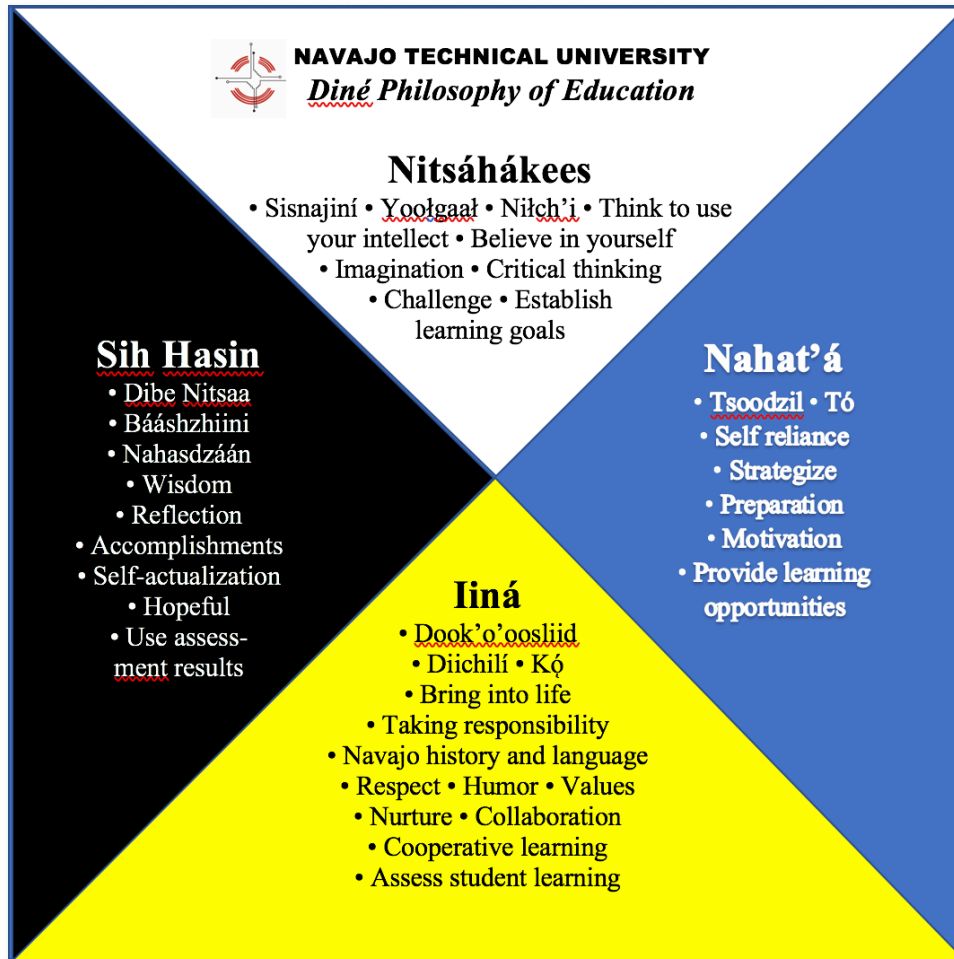 NAVAJO TECHNICAL UNIVERSITY
Diné Philosophy of Education
Nitsáhákees
• Sisnajiní • Yoołgaał • Niłch’i • Think to use
your intellect • Believe in yourself
• Imagination • Critical thinking
• Challenge • Establish
learning goals
Sih Hasin
• Dibe Nitsaa
• Bááshzhiini
• Nahasdzáán
• Wisdom
• Reflection
• Accomplishments
• Self-actualization
• Hopeful
• Use assess-
ment results
Nahat’á
• Tsoodzil • Tó
• Self reliance
• Strategize
• Preparation
• Motivation
• Provide learning
opportunities
Iiná
• Dook’o’oosliid
• Diichilí • Kǫ́
• Bring into life
• Taking responsibility
• Navajo history and language
• Respect • Humor • Values
• Nurture • Collaboration
• Cooperative learning
• Assess student learning